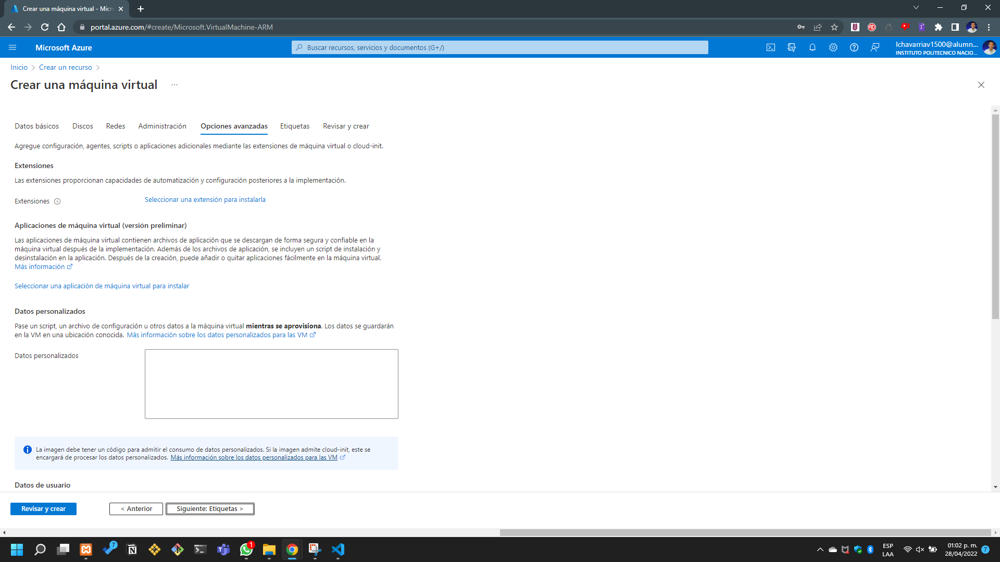 Crear una máquina virtual - Micr
portal.azure.com/#create/Microsoft.VirtualMachine-ARM
Microsoft Azure
Buscar recursos, servicios y documentos (G+/)
lchavarriav1500@alumn...
INSTITUTO POLITECNICO NACIO...
Inicio > Crear un recurso >
Crear una máquina virtual ...
Datos básicos Discos Redes Administración Opciones avanzadas Etiquetas Revisar y crear
Agregue configuración, agentes, scripts o aplicaciones adicionales mediante las extensiones de máquina virtual o cloud-init.
Extensiones
Las extensiones proporcionan capacidades de automatización y configuración posteriores a la implementación.
Extensiones Seleccionar una extensión para instalarla
Aplicaciones de máquina virtual (versión preliminar)
Las aplicaciones de máquina virtual contienen archivos de aplicación que se descargan de forma segura y confiable en la
máquina virtual después de la implementación. Además de los archivos de aplicación, se incluyen un script de instalación y
desinstalación en la aplicación. Después de la creación, puede añadir o quitar aplicaciones fácilmente en la máquina virtual.
Más información
Seleccionar una aplicación de máquina virtual para instalar
Datos personalizados
Pase un script, un archivo de configuración u otros datos a la máquina virtual mientras se aprovisiona. Los datos se guardarán
en la VM en una ubicación conocida. Más información sobre los datos personalizados para las VM
Datos personalizados
La imagen debe tener un código para admitir el consumo de datos personalizados. Si la imagen admite cloud-init, este se
encargará de procesar los datos personalizados. Más información sobre los datos personalizados para las VM
Datos de usuario
Revisar y crear < Anterior Siguiente: Etiquetas >
7
1
ESP
LAA
01:02 p. m.
28/04/2022
7